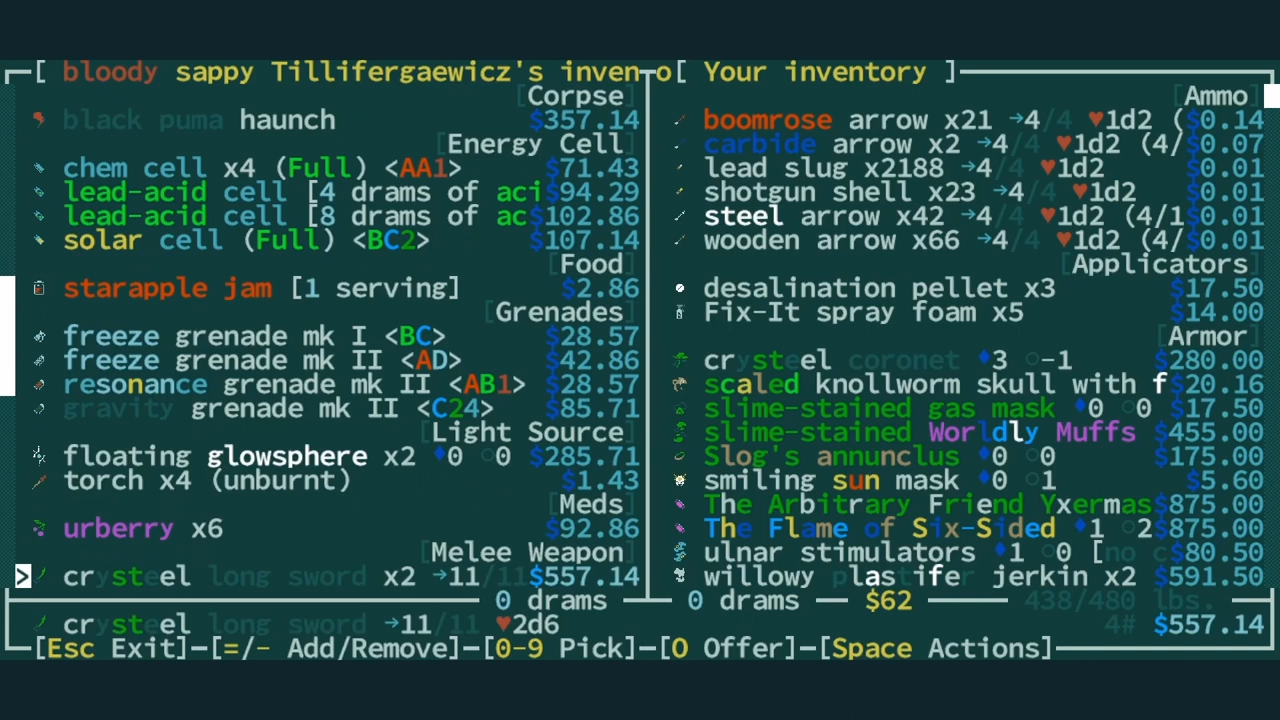 [ bloody sappy Tillifergaewicz's inven
[Corpse]
black puma haunch $357.14
[Energy Cell]
chem cell x4 (Full) <AA1> $71.43
lead-acid cell [4 drams of aci $94.29
lead-acid cell [8 drams of ac $102.86
solar cell (Full) <BC2> $107.14
[Food]
starapple jam [1 serving] $2.86
[Grenades]
freeze grenade mk I <BC> $28.57
freeze grenade mk II <AD> $42.86
resonance grenade mk II <AB1> $28.57
gravity grenade mk II <C24> $85.71
[Light Source]
floating glowsphere x2 ♦0 ○0 $285.71
torch x4 (unburnt) $1.43
[Meds]
urberry x6 $92.86
[Melee Weapon]
> crysteel long sword x2 →11/11 $557.14
o[ Your inventory ]
[Ammo]
boomrose arrow x21 →4/4 ♥1d2 ( $0.14
carbide arrow x2 →4/4 ♥1d2 (4/ $0.07
lead slug x2188 →4/4 ♥1d2 $0.01
shotgun shell x23 →4/4 ♥1d2 $0.01
steel arrow x42 →4/4 ♥1d2 (4/1 $0.01
wooden arrow x66 →4/4 ♥1d2 (4/ $0.01
[Applicators]
desalination pellet x3 $17.50
Fix-It spray foam x5 $14.00
[Armor]
crysteel coronet ♦3 ○-1 $280.00
scaled knollworm skull with f $20.16
slime-stained gas mask ♦0 ○0 $17.50
slime-stained Worldly Muffs $455.00
Slog's annunclus ♦0 ○0 $175.00
smiling sun mask ♦0 ○1 $5.60
The Arbitrary Friend Yxermas $875.00
The Flame of Six-Sided ♦1 ○2 $875.00
ulnar stimulators ♦1 ○0 [no c $80.50
willowy plastifer jerkin x2 $591.50
0 drams 0 drams $62 438/480 lbs.
crysteel long sword →11/11 ♥2d6 4# $557.14
[Esc Exit]-[=/- Add/Remove]-[0-9 Pick]-[O Offer]-[Space Actions]